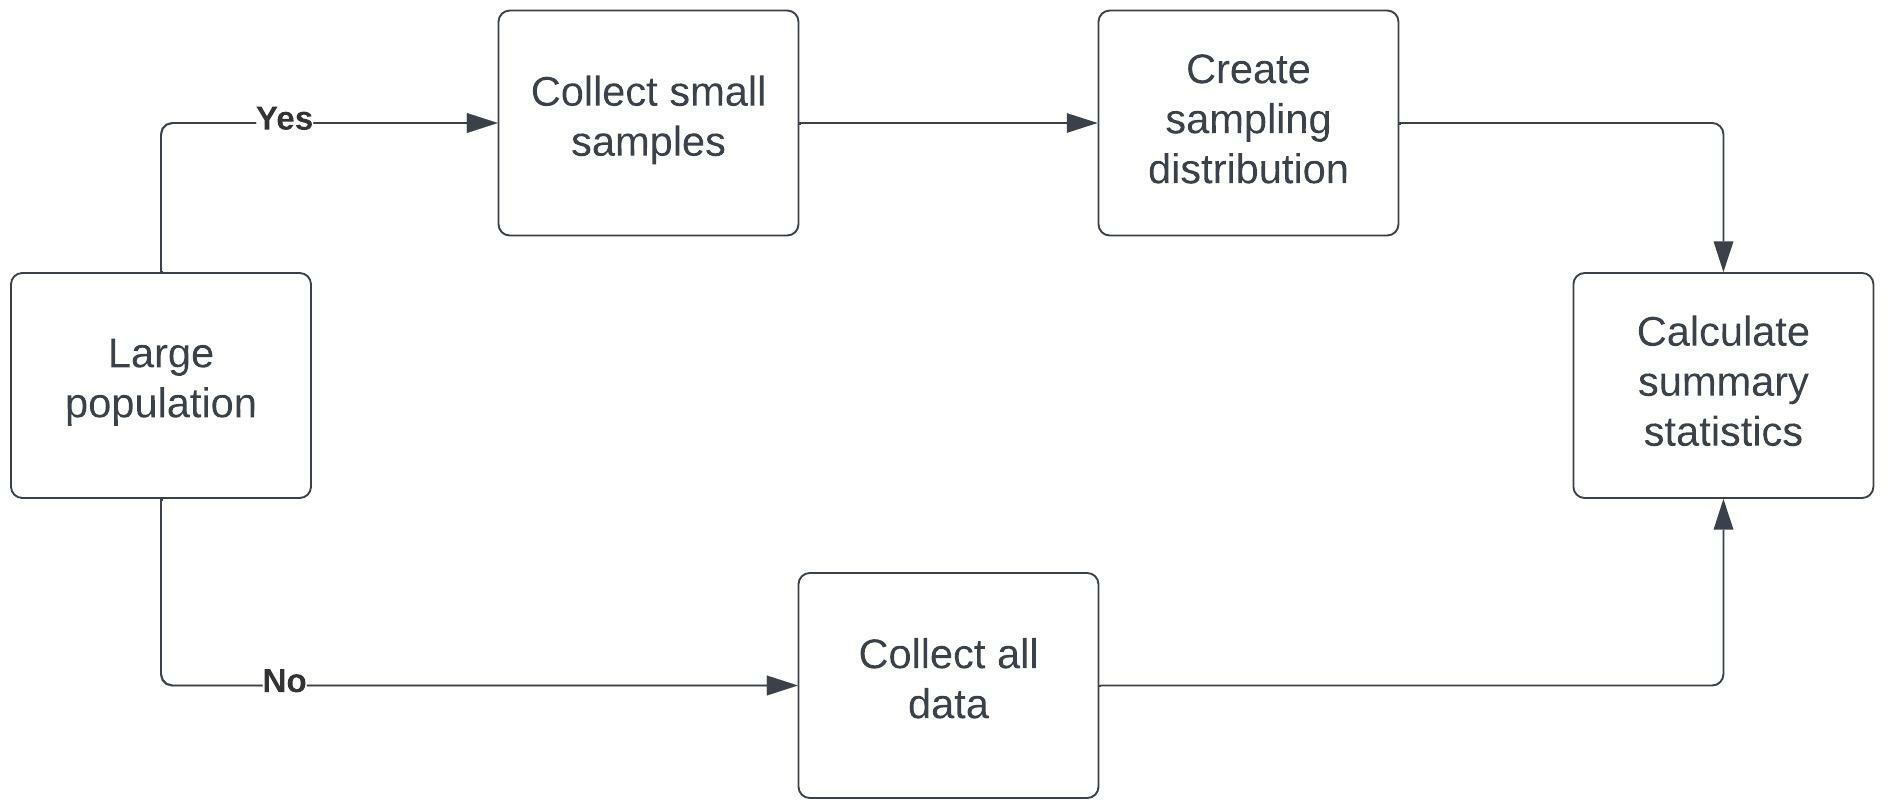 Yes
Collect small
samples
Create
sampling
distribution
Large
population
Calculate
summary
statistics
No
Collect all
data